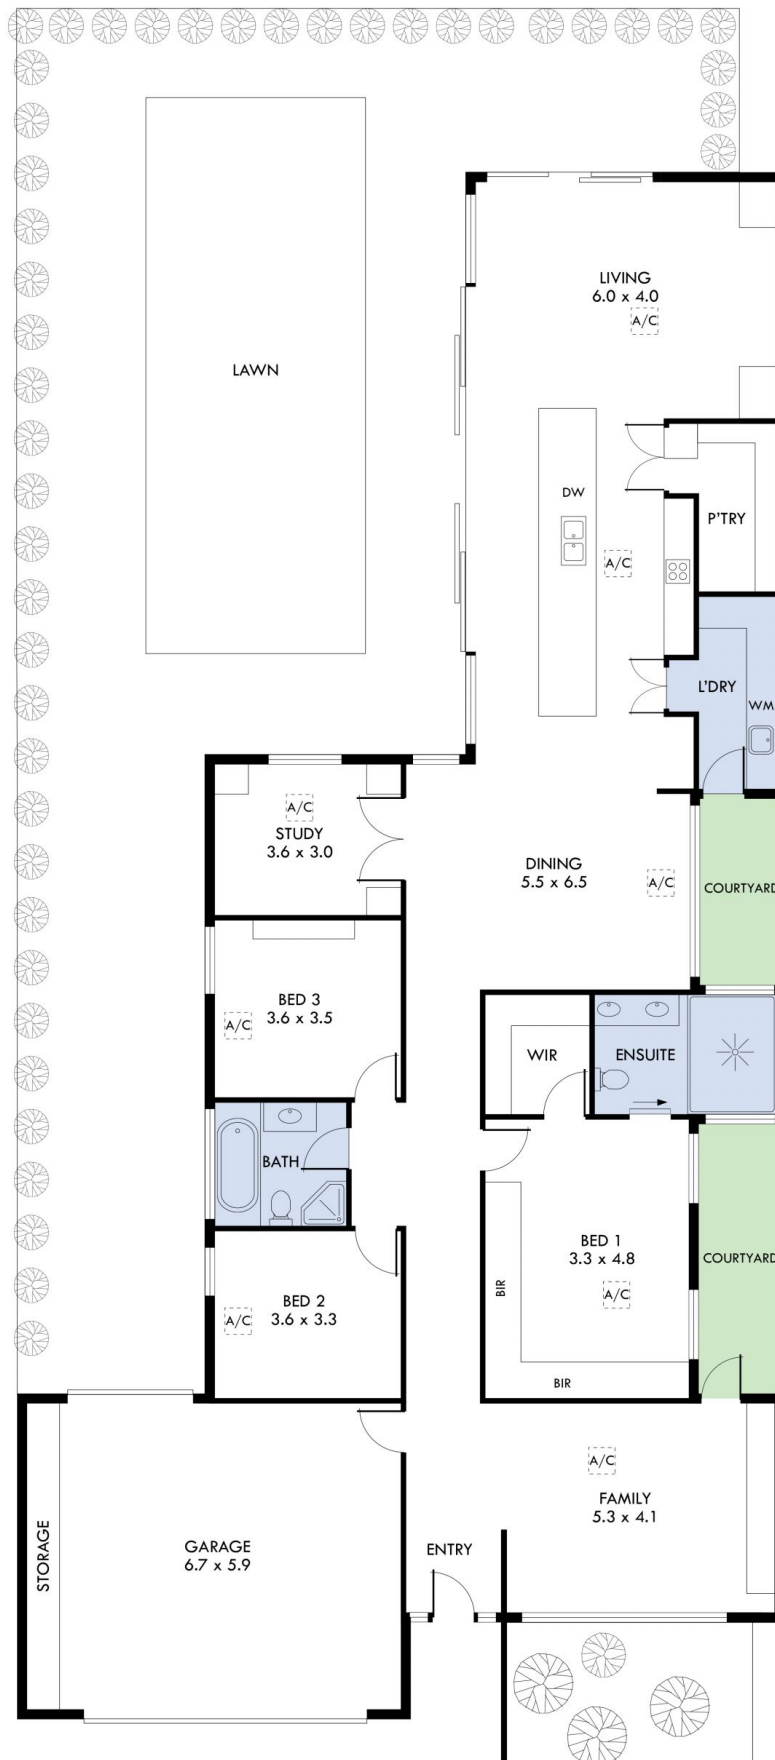 LIVING
6.0 x 4.0
A/C
LAWN
DW
P'TRY
A/C
L'DRY
WM
A/C
STUDY
3.6 x 3.0
DINING
5.5 x 6.5
A/C
COURTYARD
BED 3
3.6 x 3.5
A/C
WIR
ENSUITE
BATH
BED 1
3.3 x 4.8
A/C
COURTYARD
BIR
BED 2
3.6 x 3.3
A/C
BIR
A/C
FAMILY
5.3 x 4.1
STORAGE
GARAGE
6.7 x 5.9
ENTRY